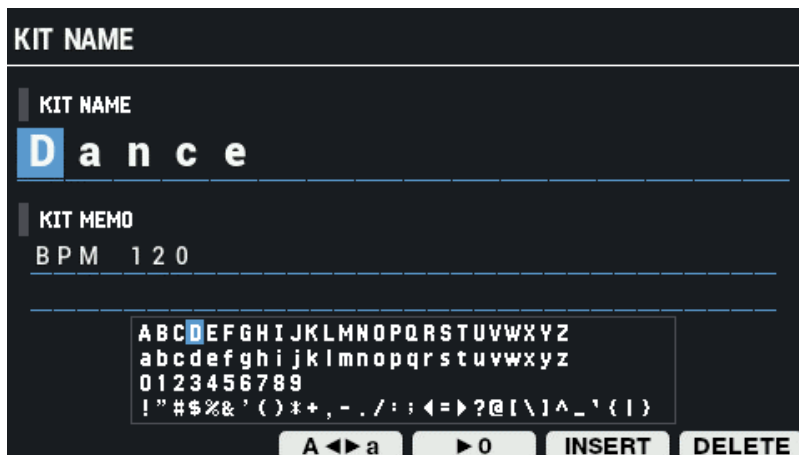 KIT NAME
KIT NAME
Dance
KIT MEMO
BPM 120
ABCDEFGHIJKLMNOPQRSTUVWXYZ
abcdefghijklmnopqrstuvwxyz
0123456789
!"#$%&'()*+,-./:;◀=▶?@[\]^_`{|}
A◀▶a ▶0 INSERT DELETE